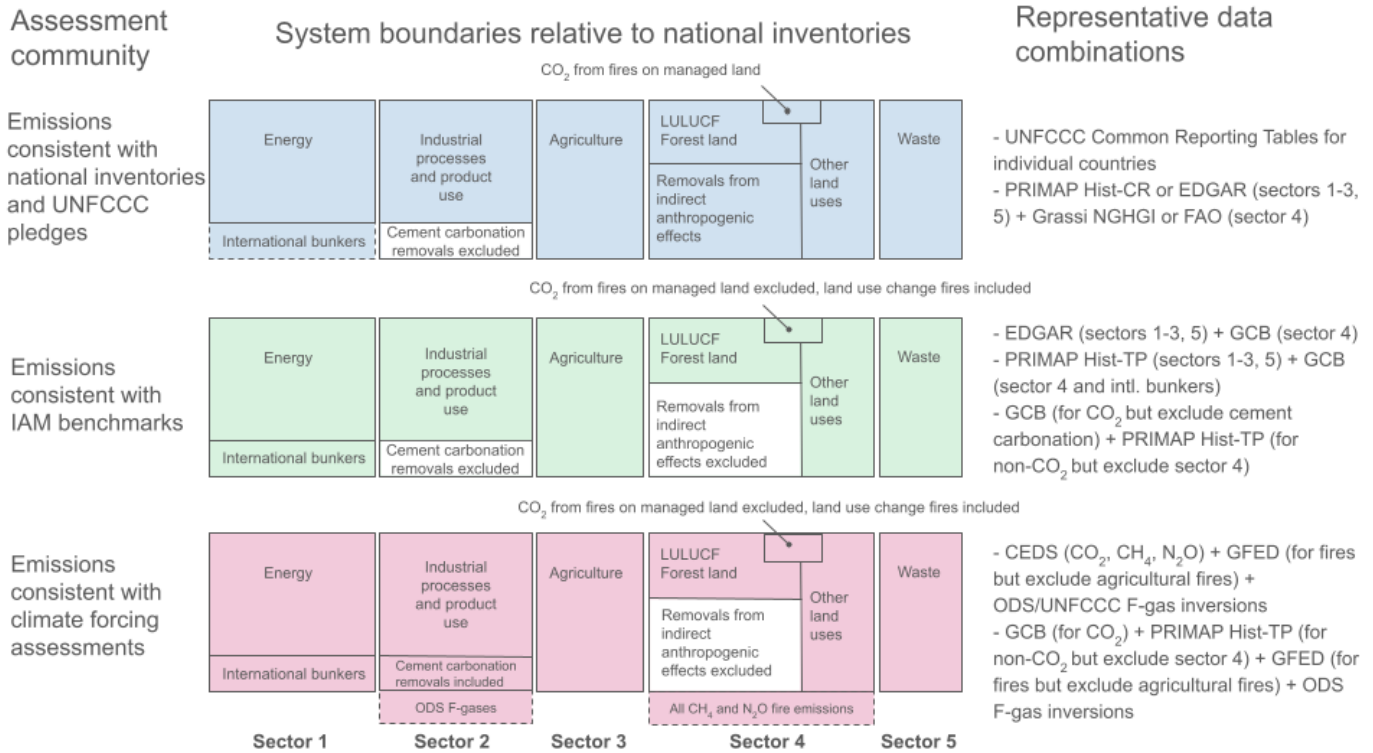 Assessment
community
System boundaries relative to national inventories
Representative data
combinations
CO₂ from fires on managed land
Emissions
consistent with
national inventories
and UNFCCC
pledges
Energy
International bunkers
Industrial
processes
and product
use
Cement carbonation
removals excluded
Agriculture
LULUCF
Forest land
Removals from
indirect
anthropogenic
effects
Other
land
uses
Waste
- UNFCCC Common Reporting Tables for
individual countries
- PRIMAP Hist-CR or EDGAR (sectors 1-3,
5) + Grassi NGHGI or FAO (sector 4)
CO₂ from fires on managed land excluded, land use change fires included
Emissions
consistent with
IAM benchmarks
Energy
International bunkers
Industrial
processes
and product
use
Cement carbonation
removals excluded
Agriculture
LULUCF
Forest land
Removals from
indirect
anthropogenic
effects excluded
Other
land
uses
Waste
- EDGAR (sectors 1-3, 5) + GCB (sector 4)
- PRIMAP Hist-TP (sectors 1-3, 5) + GCB
(sector 4 and intl. bunkers)
- GCB (for CO₂ but exclude cement
carbonation) + PRIMAP Hist-TP (for
non-CO₂ but exclude sector 4)
CO₂ from fires on managed land excluded, land use change fires included
Emissions
consistent with
climate forcing
assessments
Energy
International bunkers
Industrial
processes
and product
use
Cement carbonation
removals included
ODS F-gases
Agriculture
LULUCF
Forest land
Removals from
indirect
anthropogenic
effects excluded
Other
land
uses
All CH₄ and N₂O fire emissions
Waste
- CEDS (CO₂, CH₄, N₂O) + GFED (for fires
but exclude agricultural fires) +
ODS/UNFCCC F-gas inversions
- GCB (for CO₂) + PRIMAP Hist-TP (for
non-CO₂ but exclude sector 4) + GFED (for
fires but exclude agricultural fires) + ODS
F-gas inversions
Sector 1
Sector 2
Sector 3
Sector 4
Sector 5